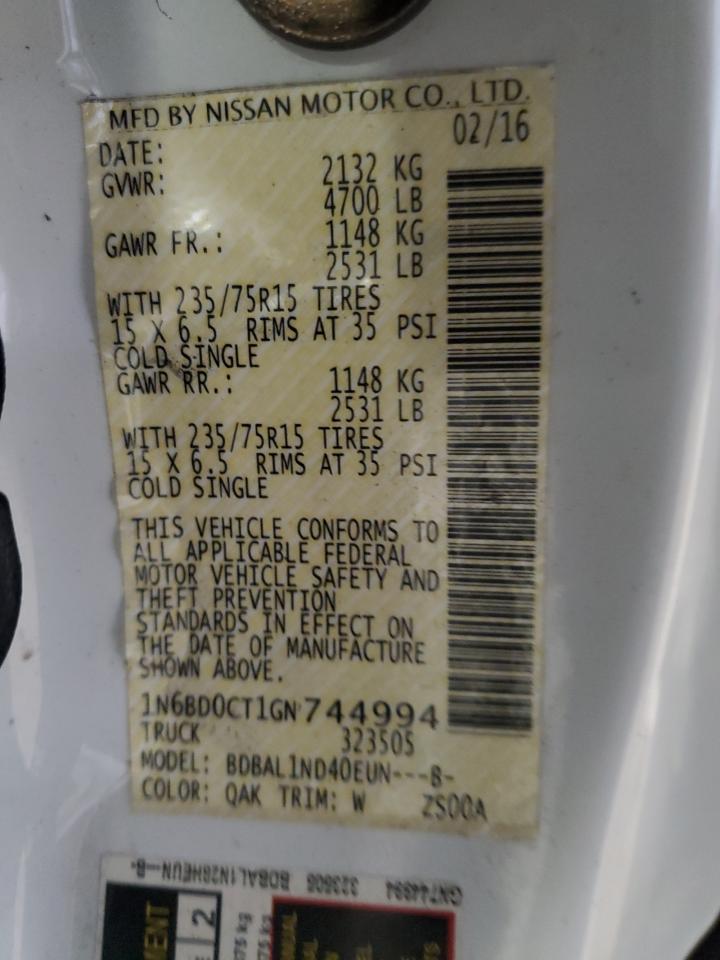 MFD BY NISSAN MOTOR CO., LTD.
DATE: 02/16
GVWR: 2132 KG
4700 LB
GAWR FR.: 1148 KG
2531 LB
WITH 235/75R15 TIRES
15 X 6.5 RIMS AT 35 PSI
COLD SINGLE
GAWR RR.: 1148 KG
2531 LB
WITH 235/75R15 TIRES
15 X 6.5 RIMS AT 35 PSI
COLD SINGLE
THIS VEHICLE CONFORMS TO
ALL APPLICABLE FEDERAL
MOTOR VEHICLE SAFETY AND
THEFT PREVENTION
STANDARDS IN EFFECT ON
THE DATE OF MANUFACTURE
SHOWN ABOVE.
1N6BD0CT1GN744994
TRUCK 323505
MODEL: BDBAL1ND40EUN---B-
COLOR: QAK TRIM: W ZS00A
2